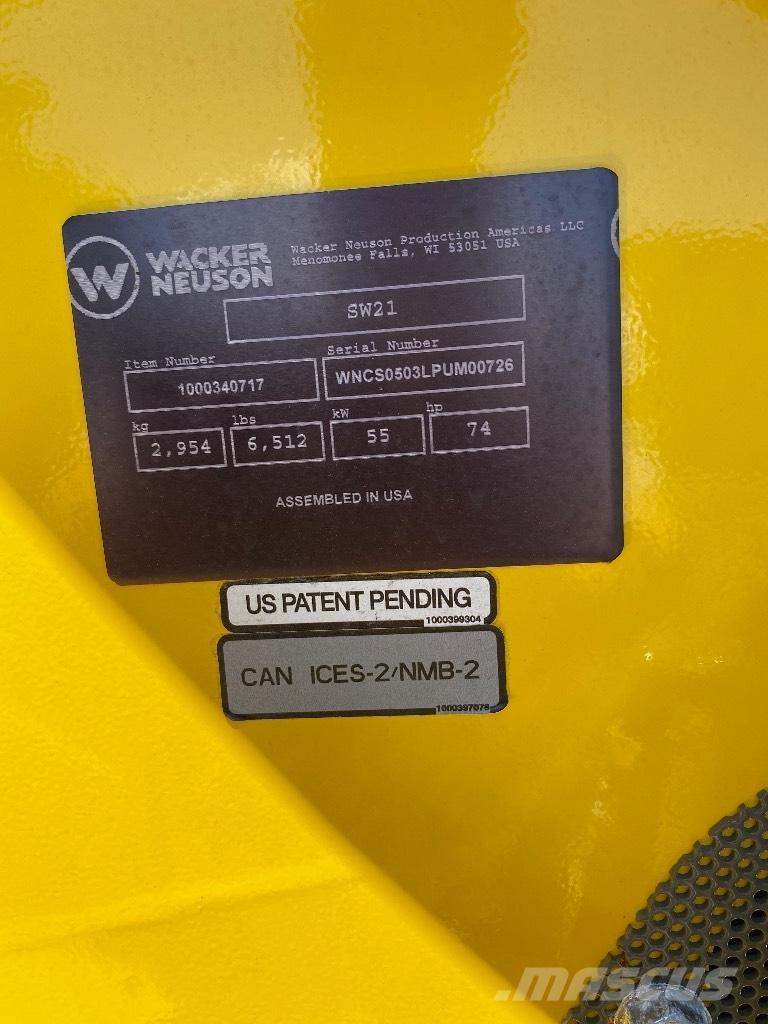 WACKER NEUSON
Wacker Neuson Production Americas LLC
Menomonee Falls, WI 53051 USA
SW21
Item Number
1000340717
Serial Number
WNCS0503LPUM00726
kg
2,954
lbs
6,512
kW
55
hp
74
ASSEMBLED IN USA
US PATENT PENDING
1000399304
CAN ICES-2/NMB-2
1000397078
MASCUS